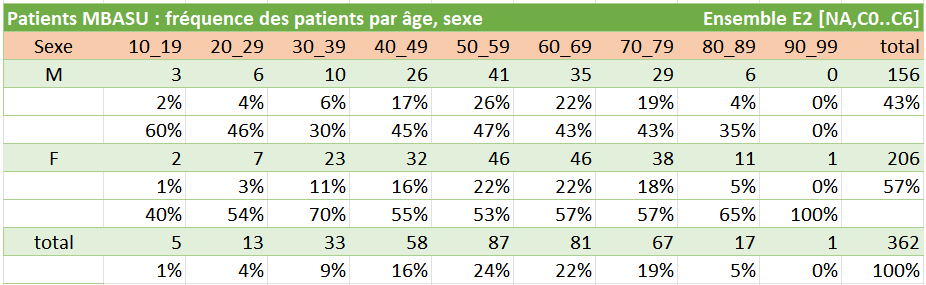 Patients MBASU : fréquence des patients par âge, sexe Ensemble E2 [NA,C0..C6]
Sexe 10_19 20_29 30_39 40_49 50_59 60_69 70_79 80_89 90_99 total
M 3 6 10 26 41 35 29 6 0 156
2% 4% 6% 17% 26% 22% 19% 4% 0% 43%
60% 46% 30% 45% 47% 43% 43% 35% 0%
F 2 7 23 32 46 46 38 11 1 206
1% 3% 11% 16% 22% 22% 18% 5% 0% 57%
40% 54% 70% 55% 53% 57% 57% 65% 100%
total 5 13 33 58 87 81 67 17 1 362
1% 4% 9% 16% 24% 22% 19% 5% 0% 100%